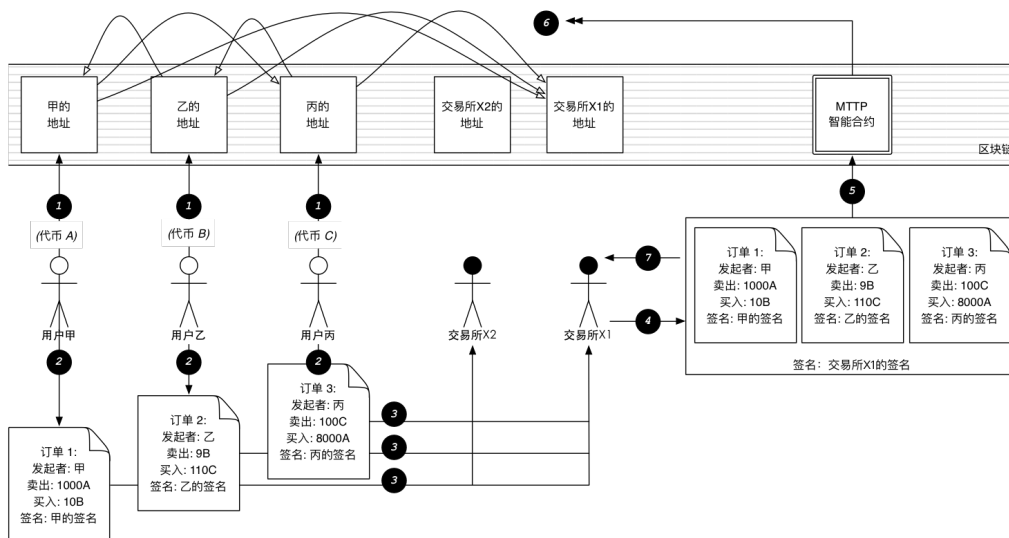 6
甲的
地址
乙的
地址
丙的
地址
交易所X2的
地址
交易所X1的
地址
MTTP
智能合约
区块链
1
1
1
5
(代币 A)
(代币 B)
(代币 C)
订单 1:
发起者: 甲
卖出: 1000A
买入: 10B
签名: 甲的签名
订单 2:
发起者: 乙
卖出: 9B
买入: 110C
签名: 乙的签名
订单 3:
发起者: 丙
卖出: 100C
买入: 8000A
签名: 丙的签名
签名: 交易所X1的签名
7
4
用户甲
用户乙
用户丙
交易所X2
交易所X1
2
2
2
订单 3:
发起者: 丙
卖出: 100C
买入: 8000A
签名: 丙的签名
3
3
3
订单 2:
发起者: 乙
卖出: 9B
买入: 110C
签名: 乙的签名
订单 1:
发起者: 甲
卖出: 1000A
买入: 10B
签名: 甲的签名